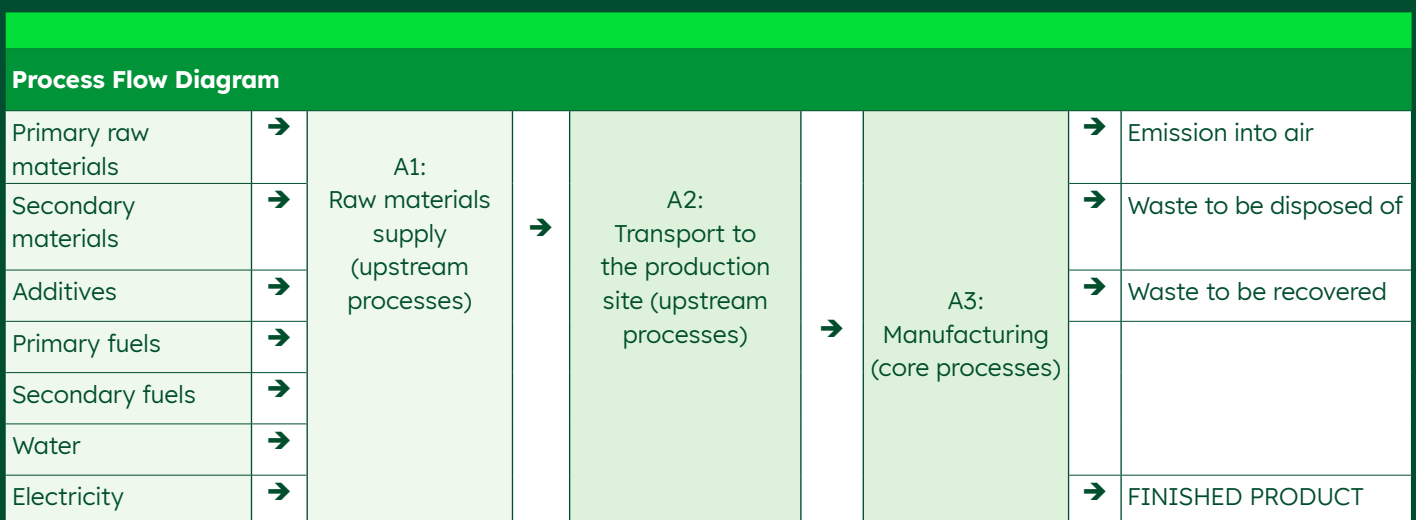 Process Flow Diagram
Primary raw
materials
Secondary
materials
Additives
Primary fuels
Secondary fuels
Water
Electricity
A1:
Raw materials
supply
(upstream
processes)
A2:
Transport to
the production
site (upstream
processes)
A3:
Manufacturing
(core processes)
Emission into air
Waste to be disposed of
Waste to be recovered
FINISHED PRODUCT